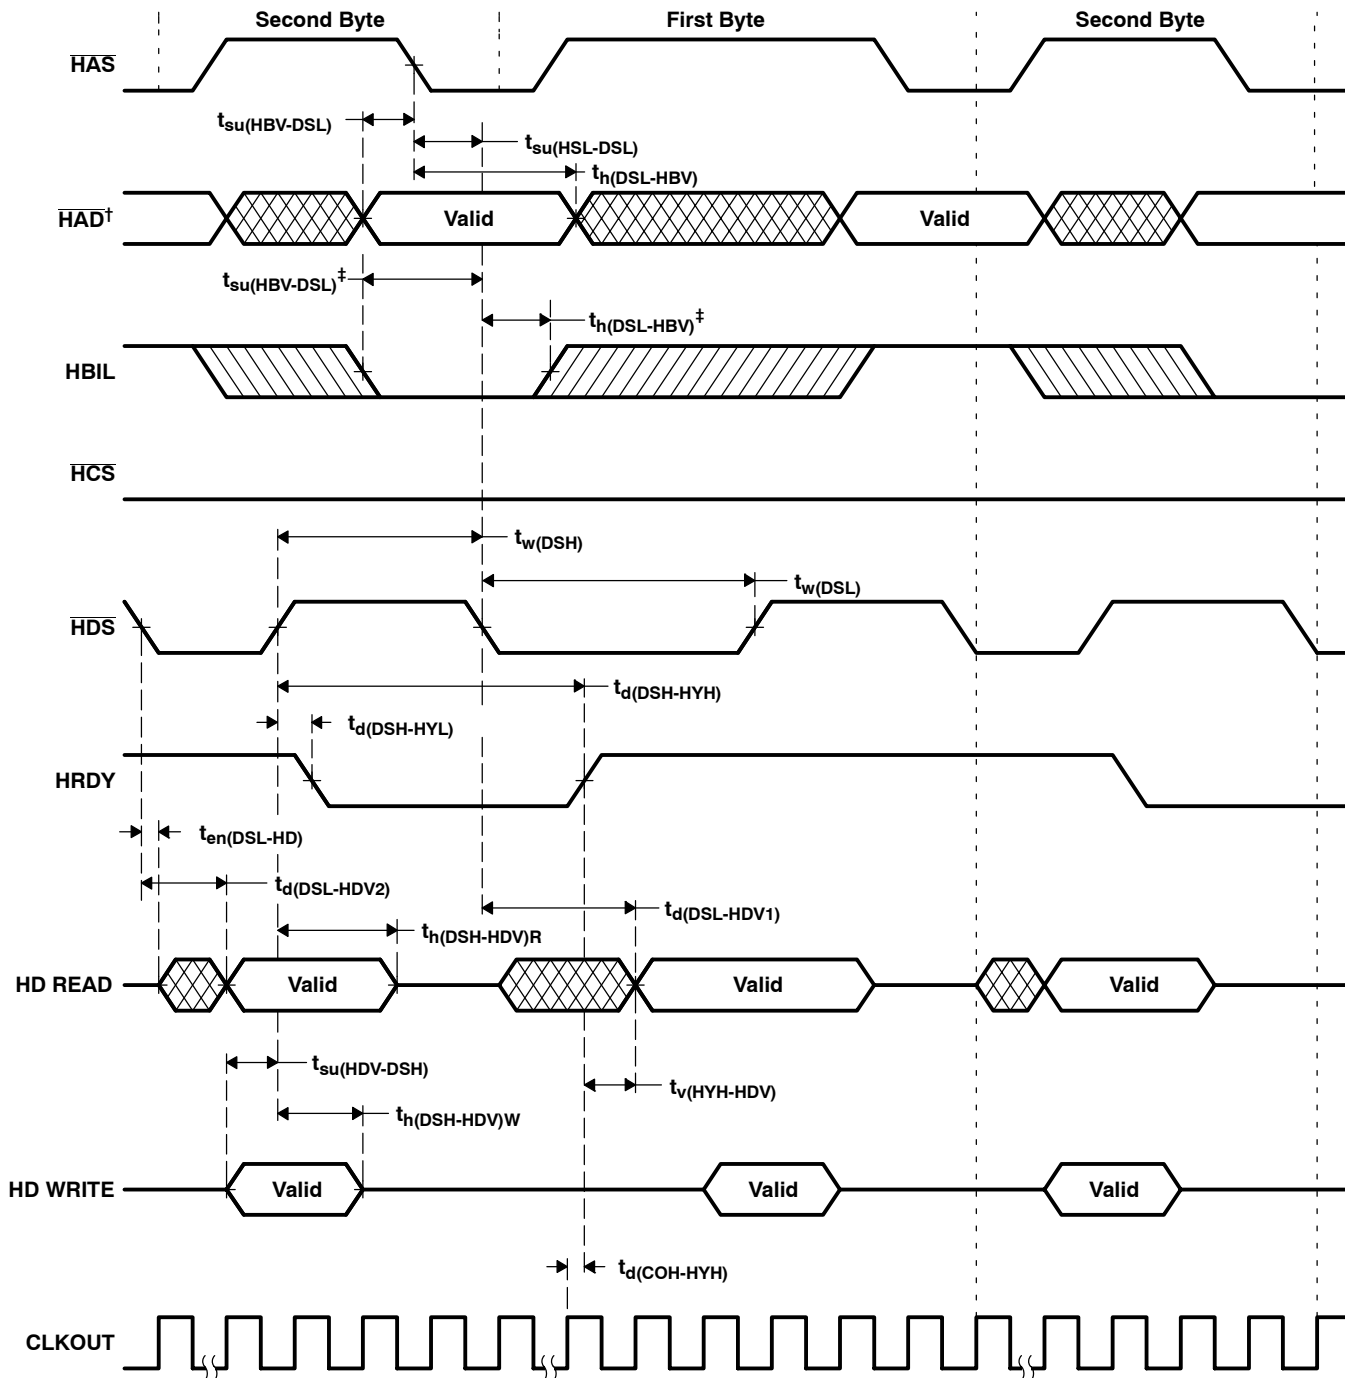 Second Byte First Byte Second Byte
HAS
tsu(HBV-DSL)
tsu(HSL-DSL)
th(DSL-HBV)
HAD† Valid Valid
tsu(HBV-DSL)‡
th(DSL-HBV)‡
HBIL
HCS
tw(DSH)
tw(DSL)
HDS
td(DSH-HYH)
td(DSH-HYL)
HRDY
ten(DSL-HD)
td(DSL-HDV2)
td(DSL-HDV1)
th(DSH-HDV)R
HD READ Valid Valid Valid
tsu(HDV-DSH)
tv(HYH-HDV)
th(DSH-HDV)W
HD WRITE Valid Valid Valid
td(COH-HYH)
CLKOUT